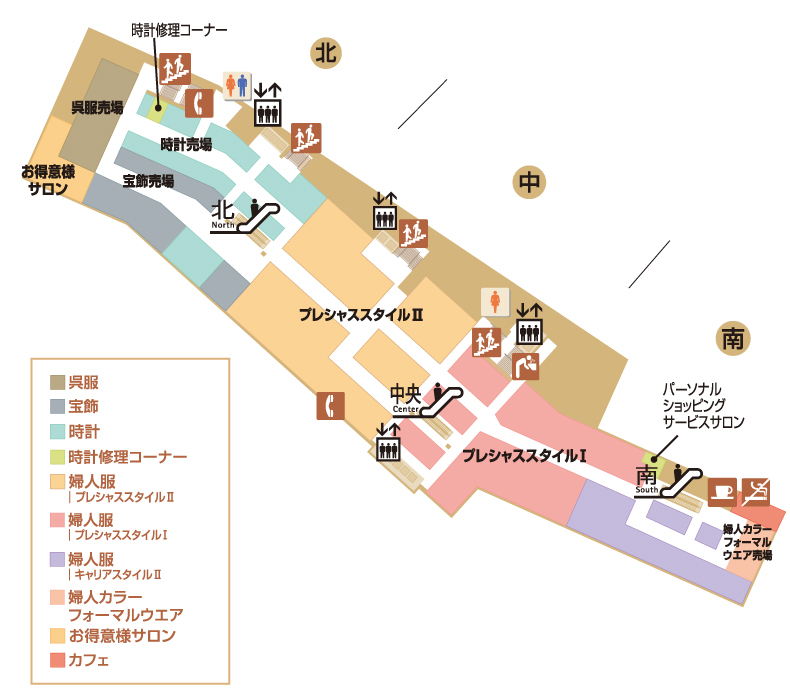 時計修理コーナー
北
呉服売場
時計売場
お得意様
サロン
宝飾売場
北
North
中
プレシャススタイルⅡ
南
中央
Center
パーソナル
ショッピング
サービスサロン
プレシャススタイルⅠ
南
South
婦人カラー
フォーマル
ウエア売場
呉服
宝飾
時計
時計修理コーナー
婦人服
プレシャススタイルⅡ
婦人服
プレシャススタイルⅠ
婦人服
キャリアスタイルⅡ
婦人カラー
フォーマルウエア
お得意様サロン
カフェ